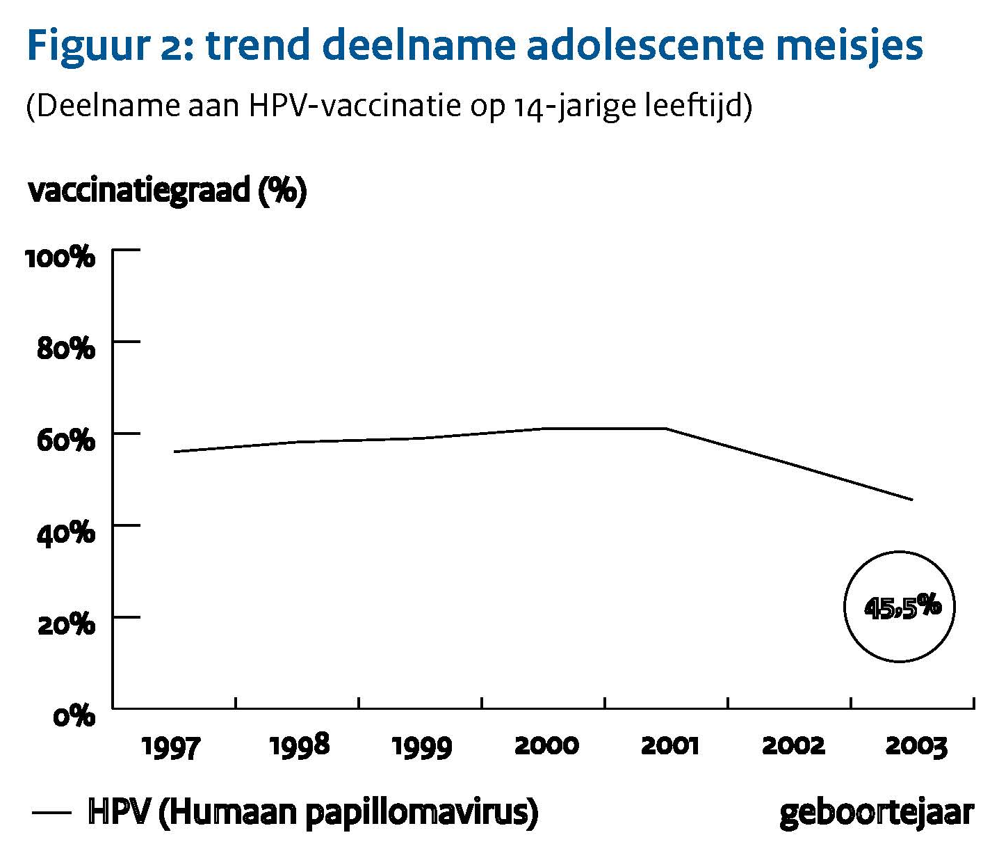 Figuur 2: trend deelname adolescente meisjes
(Deelname aan HPV-vaccinatie op 14-jarige leeftijd)
vaccinatiegraad (%)
100%
80%
60%
40%
20%
0%
45,5%
1997 1998 1999 2000 2001 2002 2003
HPV (Humaan papillomavirus) geboortejaar